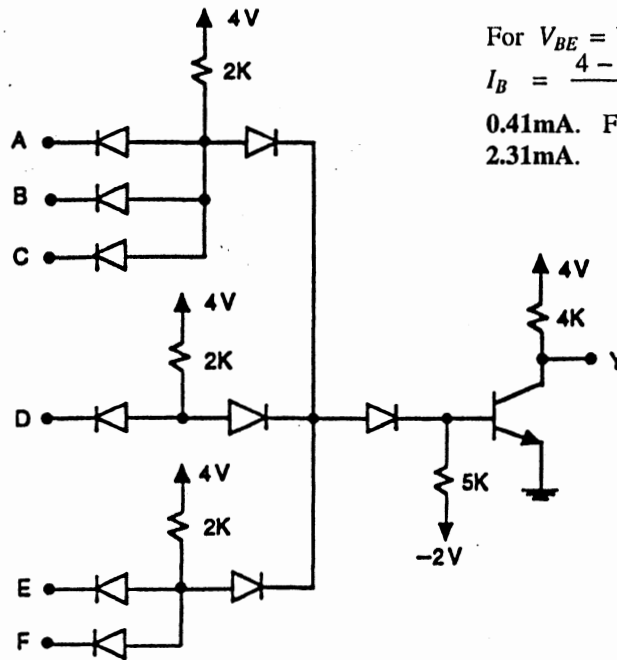 4V
2K
For V_BE =
I_B = 4 -
0.41mA. F
2.31mA.
A
B
C
4V
2K
D
4V
4K
Y
5K
-2V
4V
2K
E
F